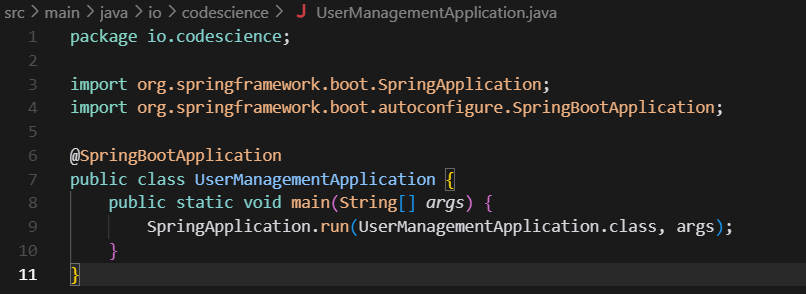 src > main > java > io > codescience > J UserManagementApplication.java
1 package io.codescience;
2
3 import org.springframework.boot.SpringApplication;
4 import org.springframework.boot.autoconfigure.SpringBootApplication;
5
6 @SpringBootApplication
7 public class UserManagementApplication {
8     public static void main(String[] args) {
9         SpringApplication.run(UserManagementApplication.class, args);
10     }
11 }